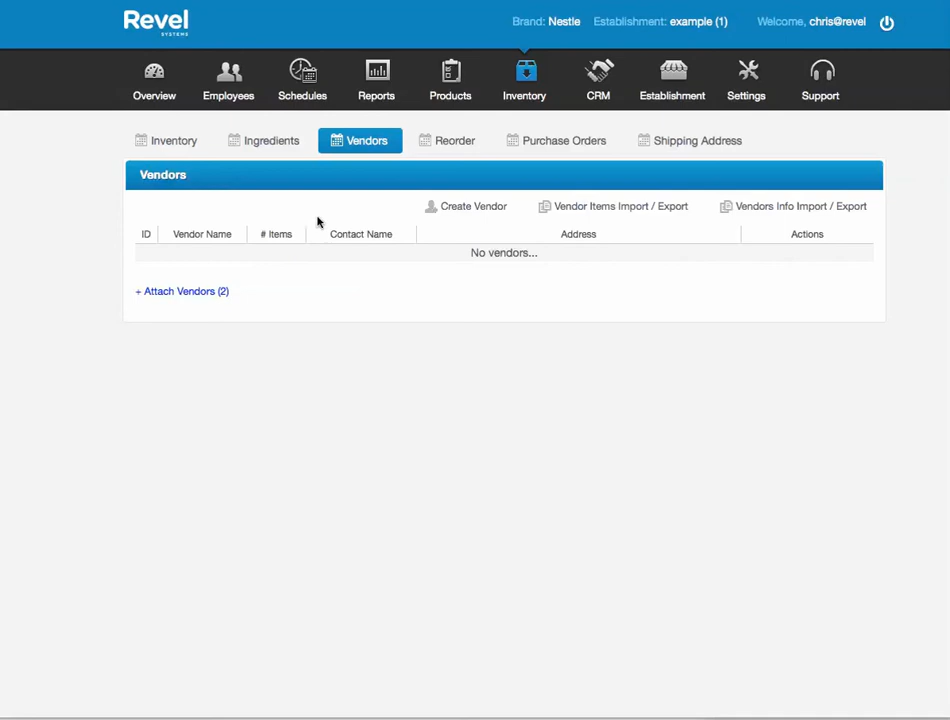 Revel
SYSTEMS
Brand: Nestle Establishment: example (1) Welcome, chris@revel
Overview Employees Schedules Reports Products Inventory CRM Establishment Settings Support
Inventory Ingredients Vendors Reorder Purchase Orders Shipping Address
Vendors
Create Vendor Vendor Items Import / Export Vendors Info Import / Export
ID Vendor Name # Items Contact Name Address Actions
No vendors...
+ Attach Vendors (2)